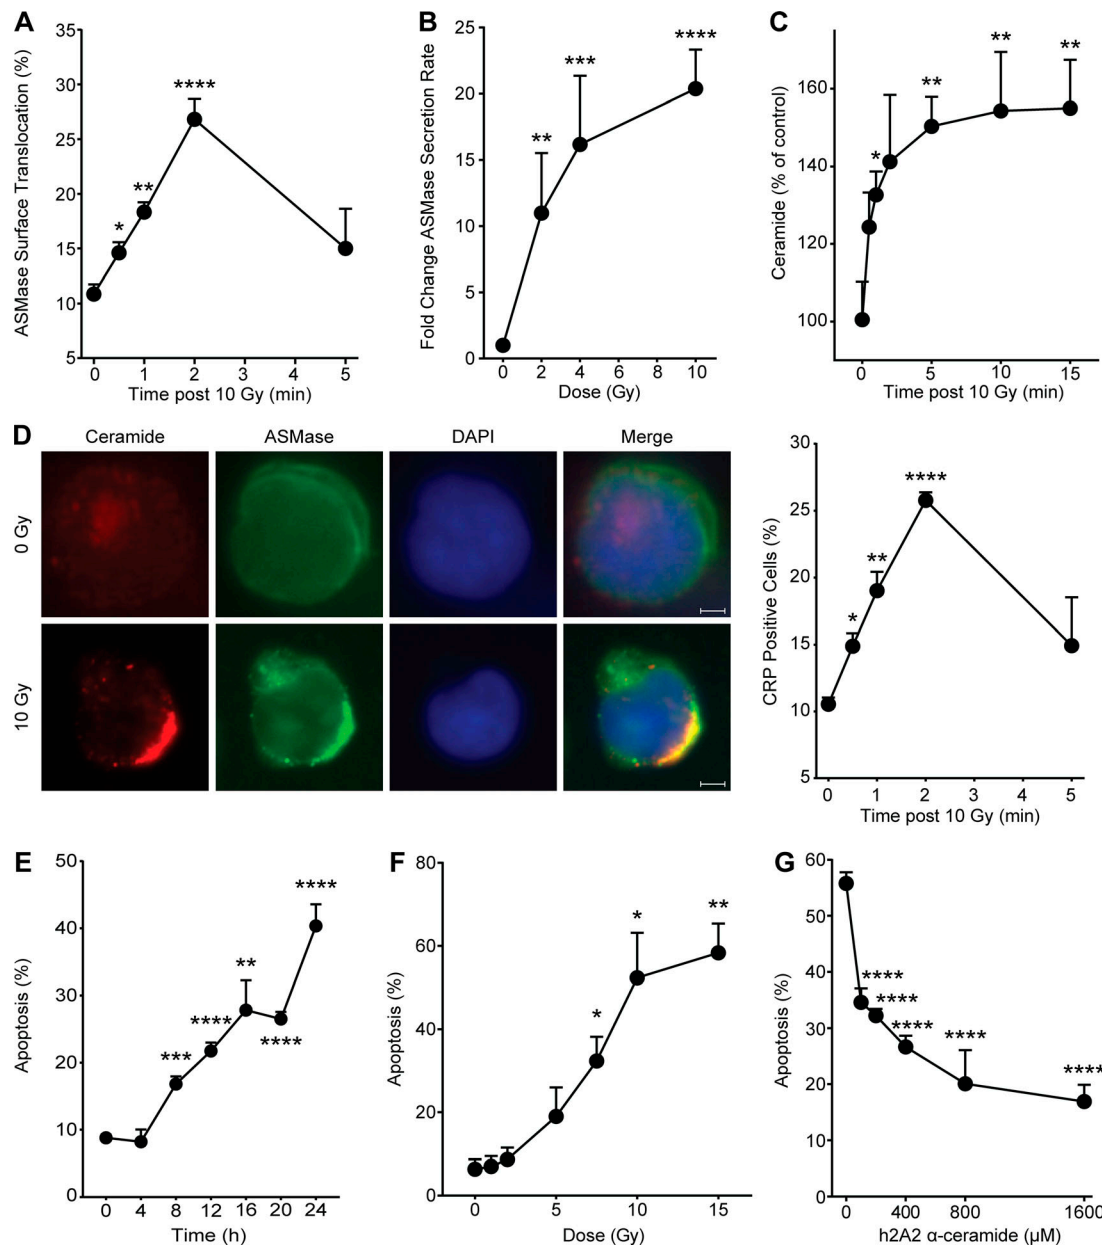 A
ASMase Surface Translocation (%)
35
30
25
20
15
10
5
*
**
****
0 1 2 3 4 5
Time post 10 Gy (min)
B
Fold Change ASMase Secretion Rate
25
20
15
10
5
0
**
***
****
0 2 4 6 8 10
Dose (Gy)
C
Ceramide (% of control)
160
140
120
100
*
**
**
**
0 5 10 15
Time post 10 Gy (min)
D
Ceramide ASMase DAPI Merge
0 Gy
10 Gy
CRP Positive Cells (%)
30
25
20
15
10
5
*
**
****
0 1 2 3 4 5
Time post 10 Gy (min)
E
Apoptosis (%)
50
40
30
20
10
0
***
****
**
****
****
0 4 8 12 16 20 24
Time (h)
F
Apoptosis (%)
80
60
40
20
0
*
*
**
0 5 10 15
Dose (Gy)
G
Apoptosis (%)
60
50
40
30
20
10
0
****
****
****
****
****
0 400 800 1600
h2A2 α-ceramide (µM)